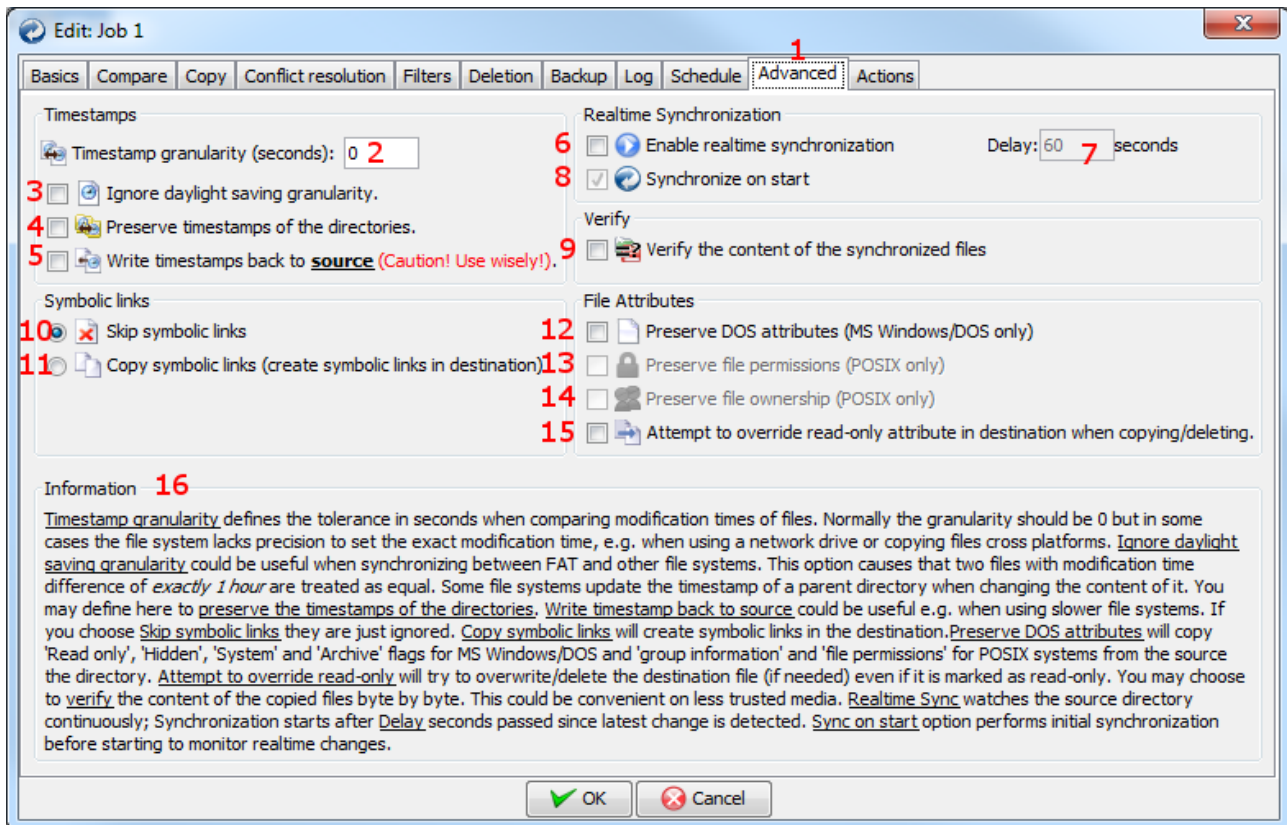 Edit: Job 1
1
Basics Compare Copy Conflict resolution Filters Deletion Backup Log Schedule Advanced Actions
Timestamps
Timestamp granularity (seconds): 0 2
3 Ignore daylight saving granularity.
4 Preserve timestamps of the directories.
5 Write timestamps back to source (Caution! Use wisely!).
Realtime Synchronization
6 Enable realtime synchronization Delay: 60 7 seconds
8 Synchronize on start
Verify
9 Verify the content of the synchronized files
Symbolic links
10 Skip symbolic links
11 Copy symbolic links (create symbolic links in destination)
File Attributes
12 Preserve DOS attributes (MS Windows/DOS only)
13 Preserve file permissions (POSIX only)
14 Preserve file ownership (POSIX only)
15 Attempt to override read-only attribute in destination when copying/deleting.
Information 16
Timestamp granularity defines the tolerance in seconds when comparing modification times of files. Normally the granularity should be 0 but in some
cases the file system lacks precision to set the exact modification time, e.g. when using a network drive or copying files cross platforms. Ignore daylight
saving granularity could be useful when synchronizing between FAT and other file systems. This option causes that two files with modification time
difference of exactly 1 hour are treated as equal. Some file systems update the timestamp of a parent directory when changing the content of it. You
may define here to preserve the timestamps of the directories. Write timestamp back to source could be useful e.g. when using slower file systems. If
you choose Skip symbolic links they are just ignored. Copy symbolic links will create symbolic links in the destination.Preserve DOS attributes will copy
'Read only', 'Hidden', 'System' and 'Archive' flags for MS Windows/DOS and 'group information' and 'file permissions' for POSIX systems from the source
the directory. Attempt to override read-only will try to overwrite/delete the destination file (if needed) even if it is marked as read-only. You may choose
to verify the content of the copied files byte by byte. This could be convenient on less trusted media. Realtime Sync watches the source directory
continuously; Synchronization starts after Delay seconds passed since latest change is detected. Sync on start option performs initial synchronization
before starting to monitor realtime changes.
OK Cancel